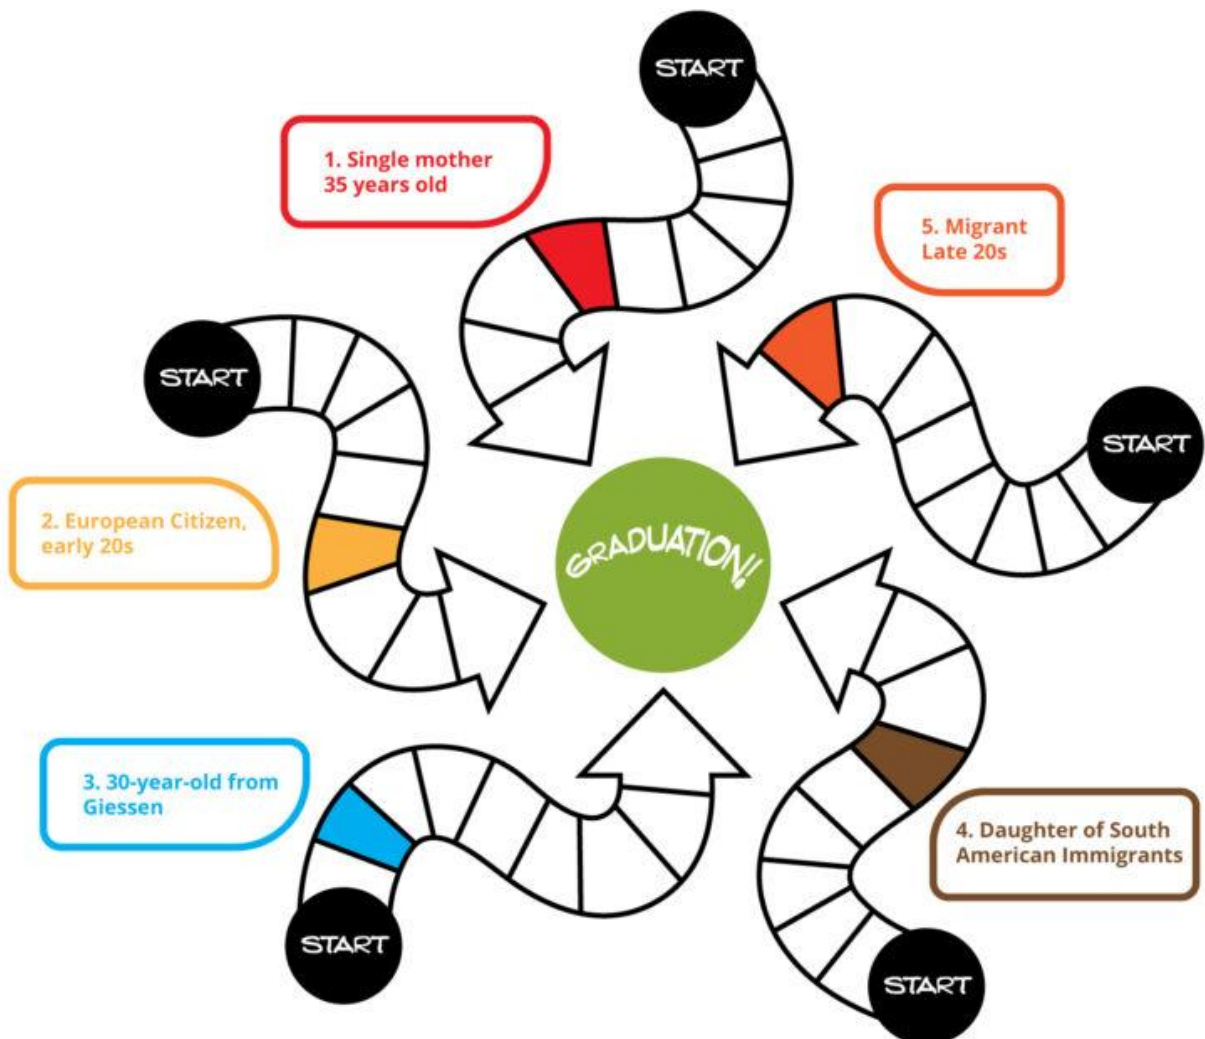 START
1. Single mother
35 years old
5. Migrant
Late 20s
START
START
2. European Citizen,
early 20s
GRADUATION!
3. 30-year-old from
Giessen
4. Daughter of South
American Immigrants
START
START